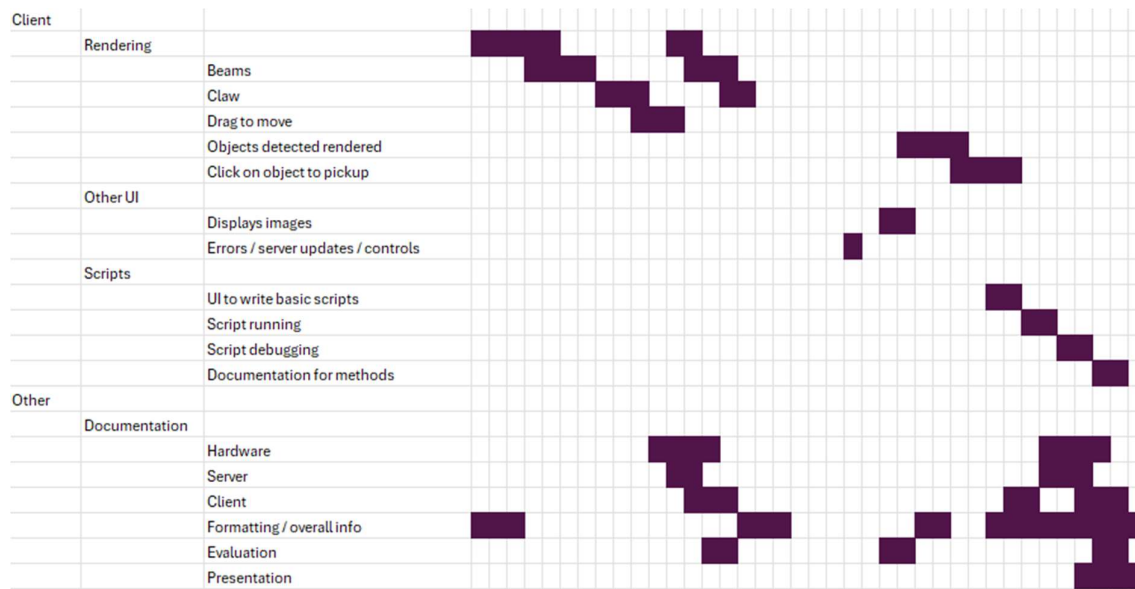 Client
Rendering
Beams
Claw
Drag to move
Objects detected rendered
Click on object to pickup
Other UI
Displays images
Errors / server updates / controls
Scripts
UI to write basic scripts
Script running
Script debugging
Documentation for methods
Other
Documentation
Hardware
Server
Client
Formatting / overall info
Evaluation
Presentation